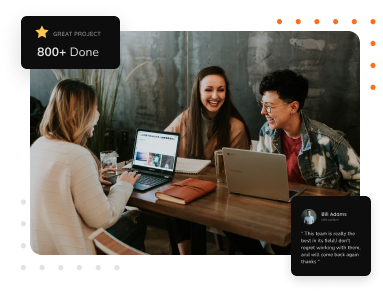 GREAT PROJECT
800+ Done
Bill Adams
" This team is really the
best in its field,I don't
regret working with them,
and will come back again
thanks "